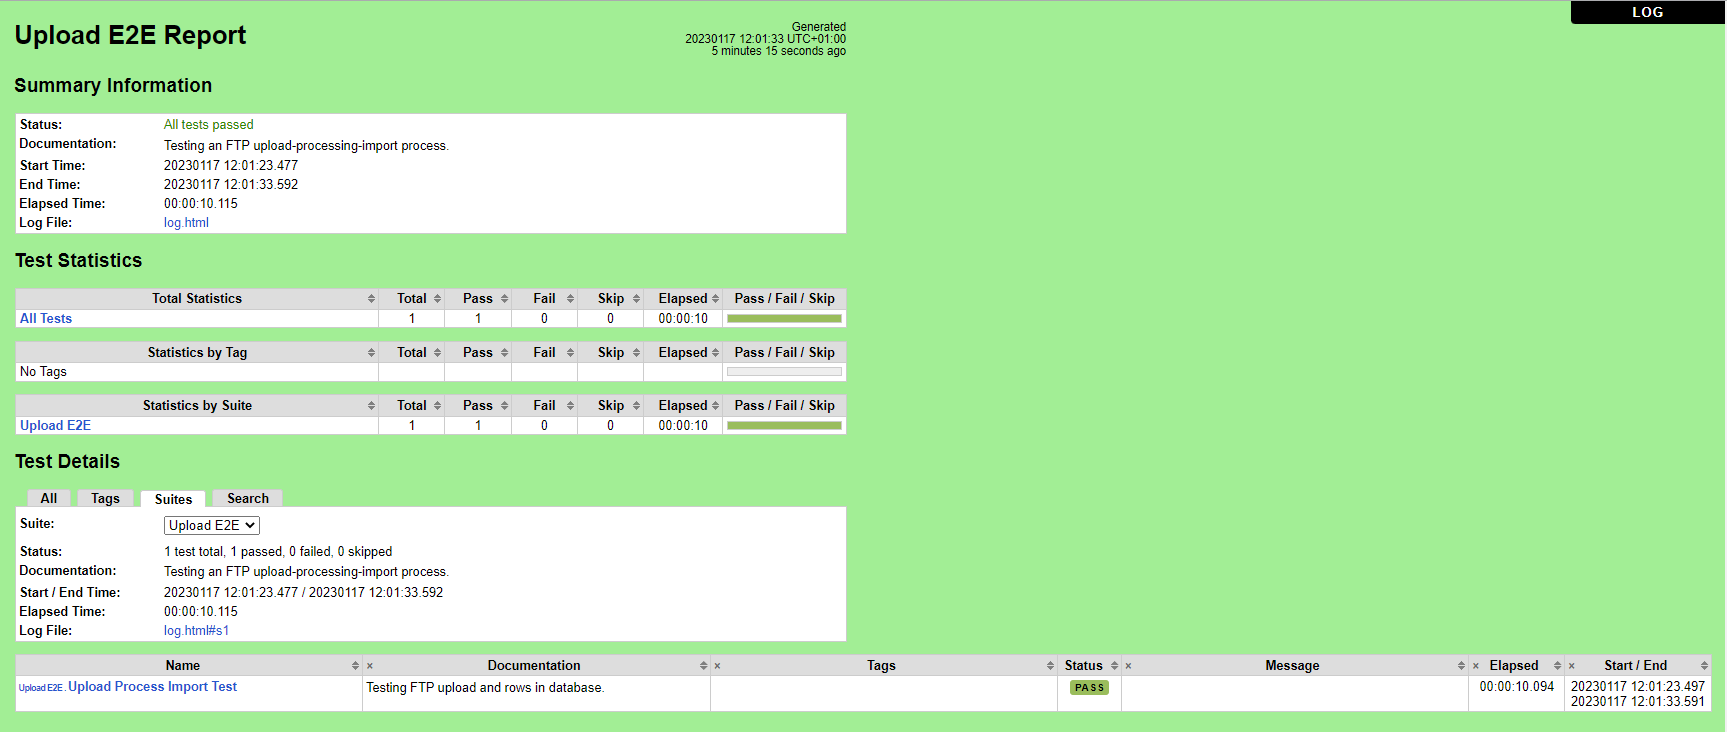 LOG
Upload E2E Report
Generated
20230117 12:01:33 UTC+01:00
5 minutes 15 seconds ago
Summary Information
Status: All tests passed
Documentation: Testing an FTP upload-processing-import process.
Start Time: 20230117 12:01:23.477
End Time: 20230117 12:01:33.592
Elapsed Time: 00:00:10.115
Log File: log.html
Test Statistics
Total Statistics Total Pass Fail Skip Elapsed Pass / Fail / Skip
All Tests 1 1 0 0 00:00:10
Statistics by Tag Total Pass Fail Skip Elapsed Pass / Fail / Skip
No Tags
Statistics by Suite Total Pass Fail Skip Elapsed Pass / Fail / Skip
Upload E2E 1 1 0 0 00:00:10
Test Details
All Tags Suites Search
Suite: Upload E2E
Status: 1 test total, 1 passed, 0 failed, 0 skipped
Documentation: Testing an FTP upload-processing-import process.
Start / End Time: 20230117 12:01:23.477 / 20230117 12:01:33.592
Elapsed Time: 00:00:10.115
Log File: log.html#s1
Name × Documentation × Tags Status × Message × Elapsed × Start / End
Upload E2E . Upload Process Import Test Testing FTP upload and rows in database. PASS 00:00:10.094 20230117 12:01:23.497
20230117 12:01:33.591